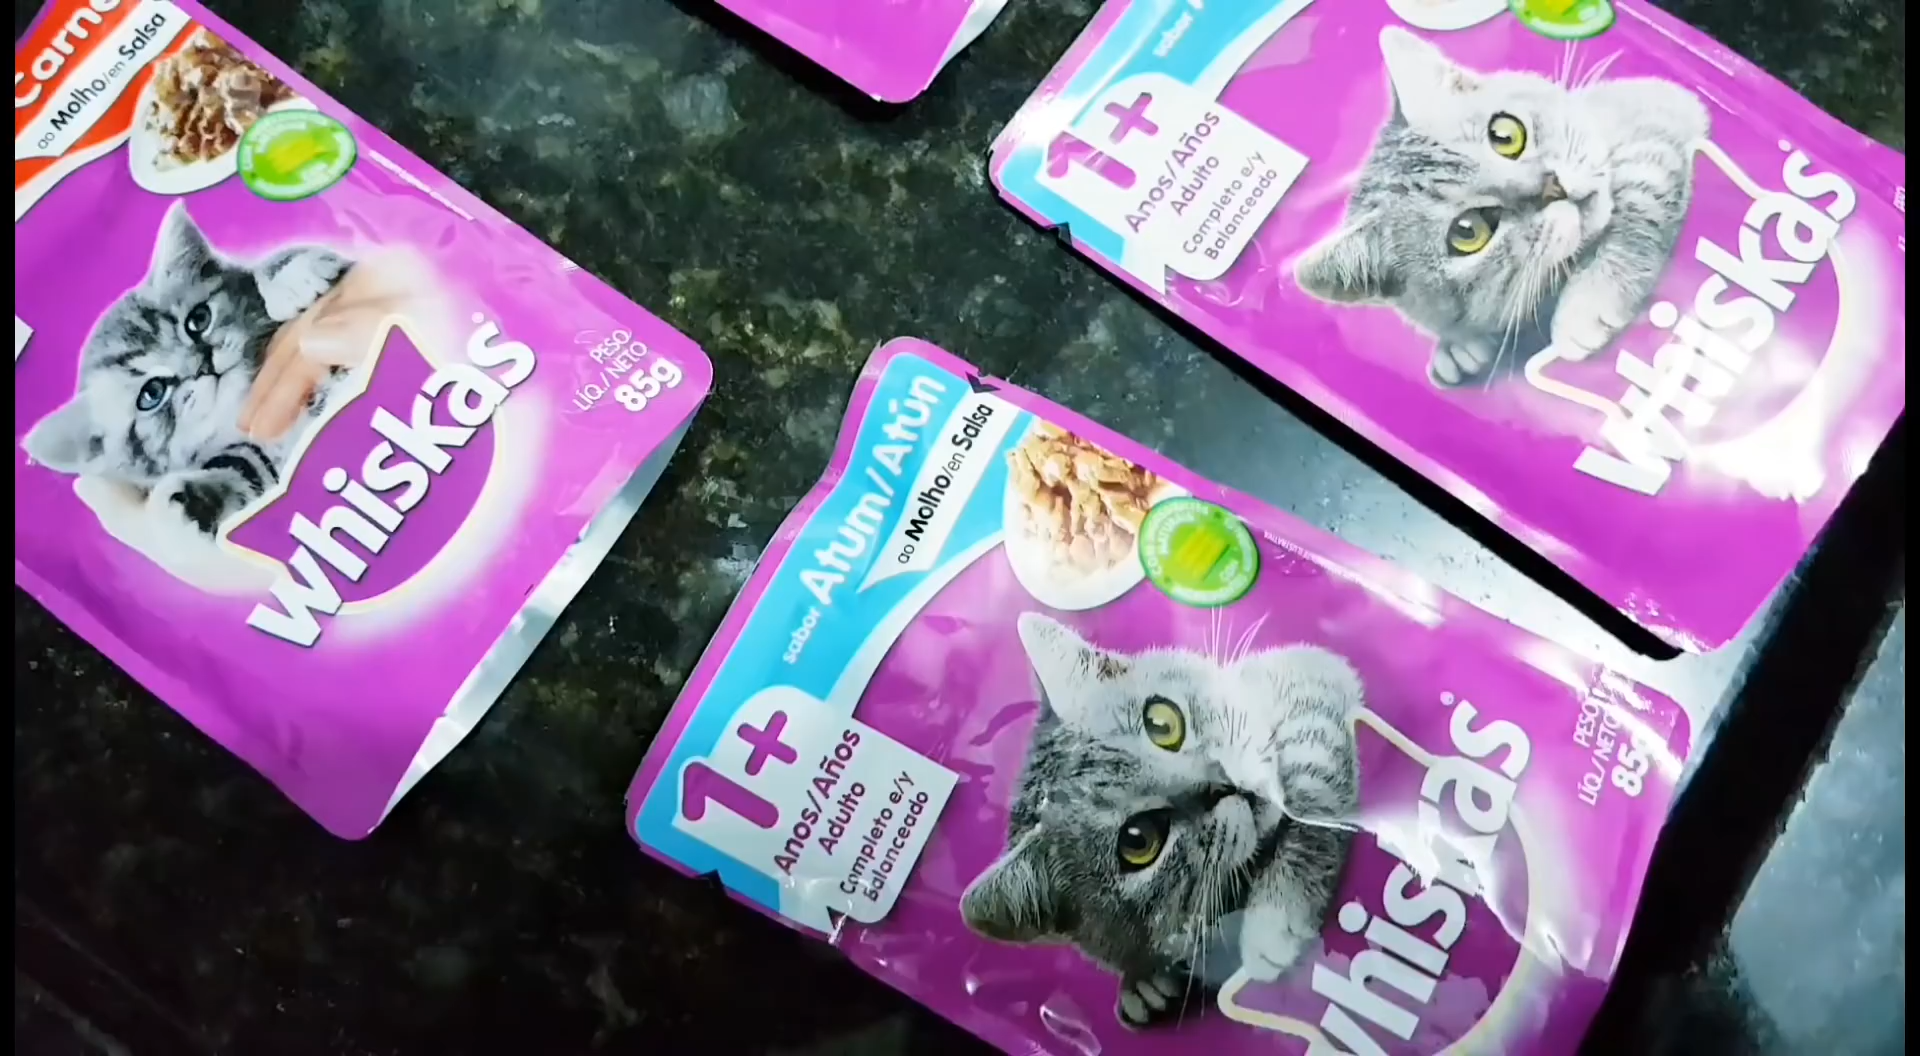 Carne
ao Molho/en Salsa
whiskas
PESO
LÍQ./NETO
85g
sabor
1+
Anos/Años
Adulto
Completo e/y
Balanceado
whiskas
sabor Atum/Atún
ao Molho/en Salsa
1+
Anos/Años
Adulto
Completo e/y
Balanceado
whiskas
PESO
LÍQ./NETO
85g